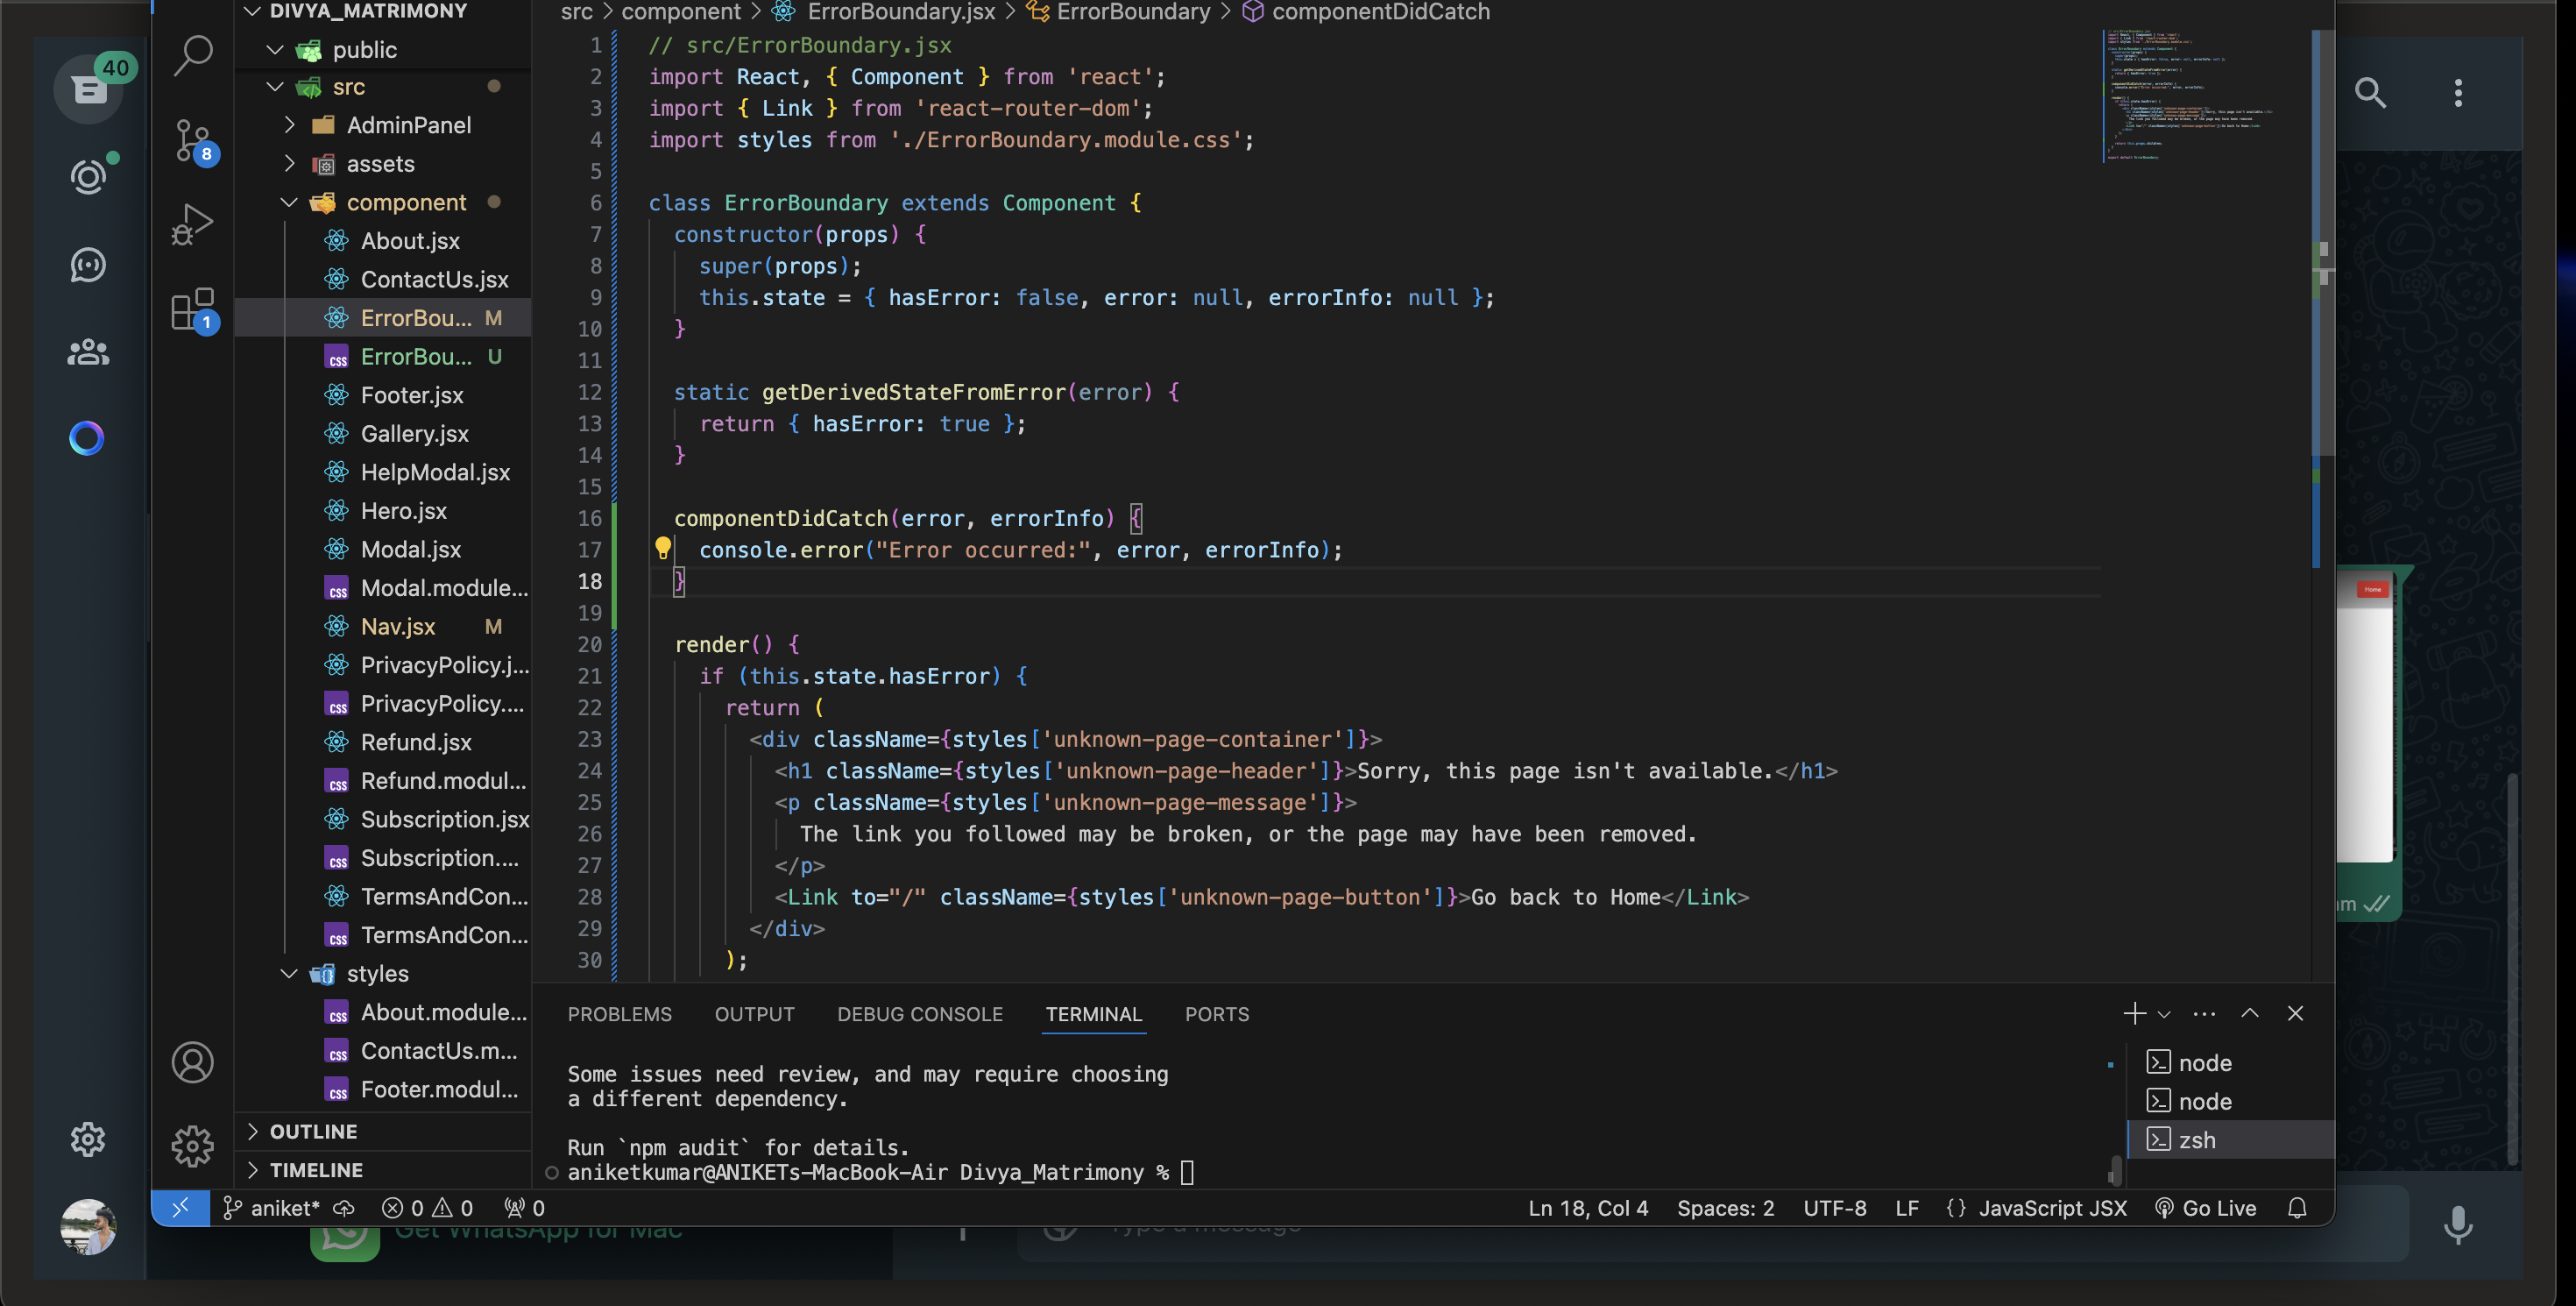 DIVYA_MATRIMONY
public
src
AdminPanel
assets
component
About.jsx
ContactUs.jsx
ErrorBou... M
ErrorBou... U
Footer.jsx
Gallery.jsx
HelpModal.jsx
Hero.jsx
Modal.jsx
Modal.module...
Nav.jsx M
PrivacyPolicy.j...
PrivacyPolicy....
Refund.jsx
Refund.modul...
Subscription.jsx
Subscription....
TermsAndCon...
TermsAndCon...
styles
About.module...
ContactUs.m...
Footer.modul...
OUTLINE
TIMELINE
40
8
1
src > component > ErrorBoundary.jsx > ErrorBoundary > componentDidCatch
1 // src/ErrorBoundary.jsx
2 import React, { Component } from 'react';
3 import { Link } from 'react-router-dom';
4 import styles from './ErrorBoundary.module.css';
5
6 class ErrorBoundary extends Component {
7 constructor(props) {
8 super(props);
9 this.state = { hasError: false, error: null, errorInfo: null };
10 }
11
12 static getDerivedStateFromError(error) {
13 return { hasError: true };
14 }
15
16 componentDidCatch(error, errorInfo) {
17 console.error("Error occurred:", error, errorInfo);
18 }
19
20 render() {
21 if (this.state.hasError) {
22 return (
23 <div className={styles['unknown-page-container']}>
24 <h1 className={styles['unknown-page-header']}>Sorry, this page isn't available.</h1>
25 <p className={styles['unknown-page-message']}>
26 The link you followed may be broken, or the page may have been removed.
27 </p>
28 <Link to="/" className={styles['unknown-page-button']}>Go back to Home</Link>
29 </div>
30 );
PROBLEMS OUTPUT DEBUG CONSOLE TERMINAL PORTS
Some issues need review, and may require choosing
a different dependency.
Run `npm audit` for details.
aniketkumar@ANIKETs-MacBook-Air Divya_Matrimony %
node
node
zsh
aniket* 0 0 0
Ln 18, Col 4 Spaces: 2 UTF-8 LF {} JavaScript JSX Go Live
Home
Get WhatsApp for Mac
Type a message